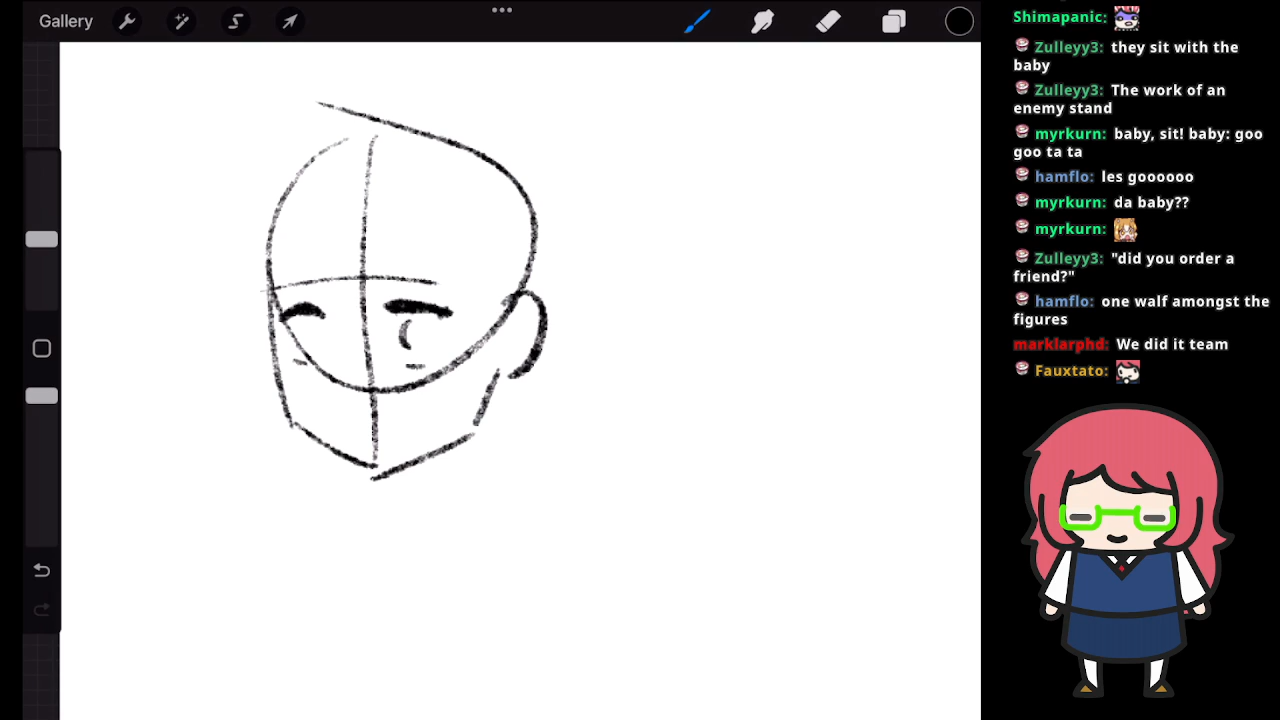 Gallery
Shimapanic:
Zulleyy3: they sit with the
baby
Zulleyy3: The work of an
enemy stand
myrkurn: baby, sit! baby: goo
goo ta ta
hamflo: les goooooo
myrkurn: da baby??
myrkurn:
Zulleyy3: "did you order a
friend?"
hamflo: one walf amongst the
figures
marklarphd: We did it team
Fauxtato: